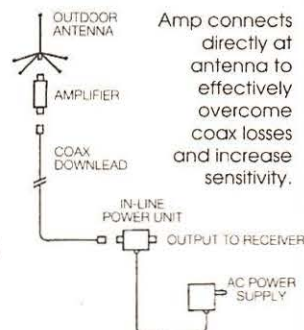 OUTDOOR
ANTENNA
Amp connects
directly at
antenna to
effectively
overcome
coax losses
and increase
sensitivity.
AMPLIFIER
COAX
DOWNLEAD
IN-LINE
POWER UNIT
OUTPUT TO RECEIVER
AC POWER
SUPPLY